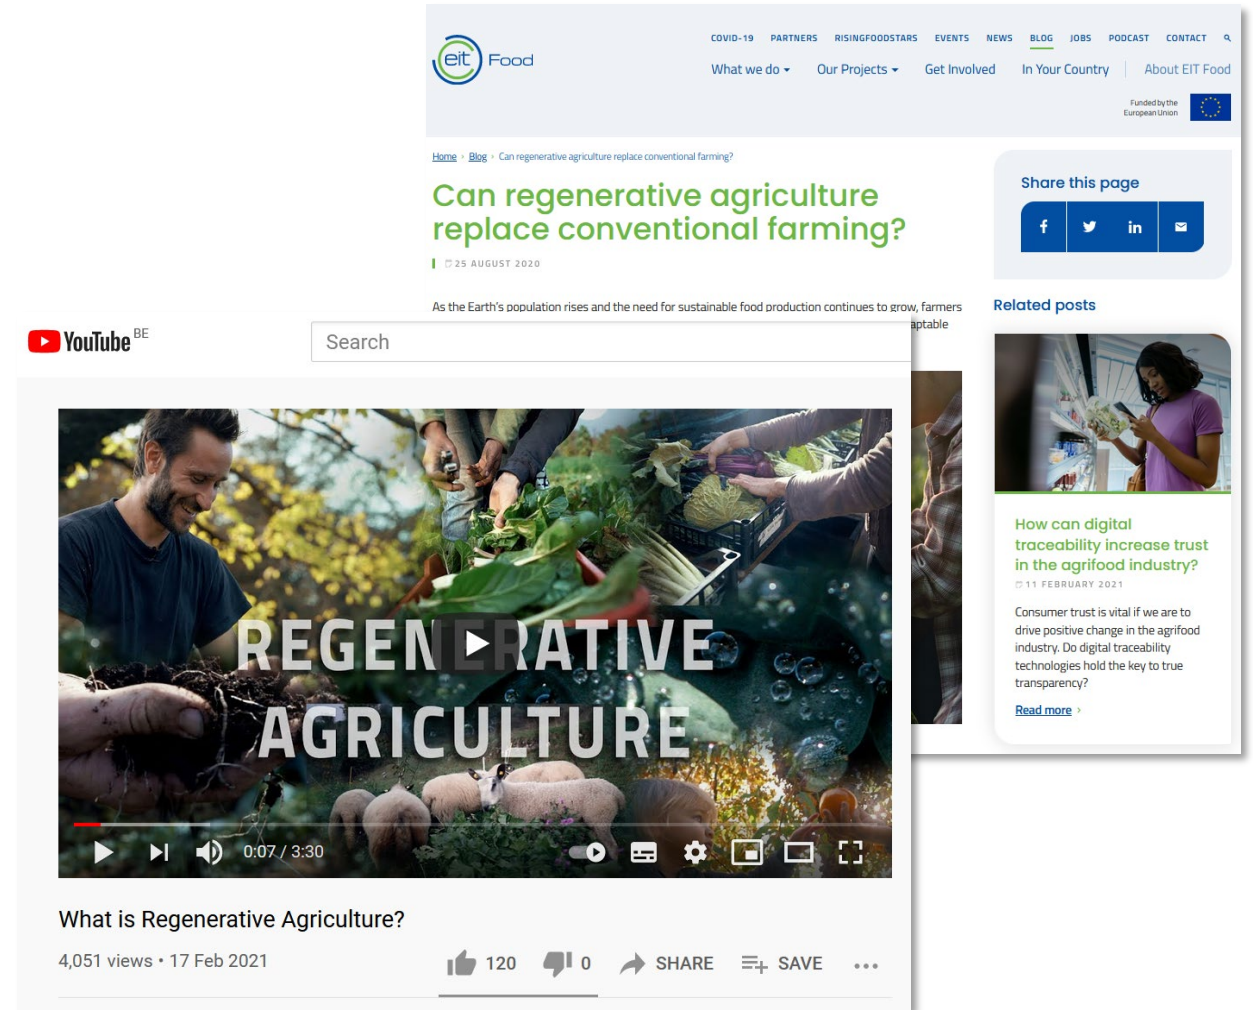 eit Food
COVID-19 PARTNERS RISINGFOODSTARS EVENTS NEWS BLOG JOBS PODCAST CONTACT
What we do Our Projects Get Involved In Your Country About EIT Food
Funded by the
European Union
Home › Blog › Can regenerative agriculture replace conventional farming?
Can regenerative agriculture
replace conventional farming?
25 AUGUST 2020
As the Earth's population rises and the need for sustainable food production continues to grow, farmers
Share this page
Related posts
How can digital
traceability increase trust
in the agrifood industry?
11 FEBRUARY 2021
Consumer trust is vital if we are to
drive positive change in the agrifood
industry. Do digital traceability
technologies hold the key to true
transparency?
Read more ›
YouTube BE
Search
REGENERATIVE
AGRICULTURE
0:07 / 3:30
What is Regenerative Agriculture?
4,051 views • 17 Feb 2021
120 0 SHARE SAVE ...